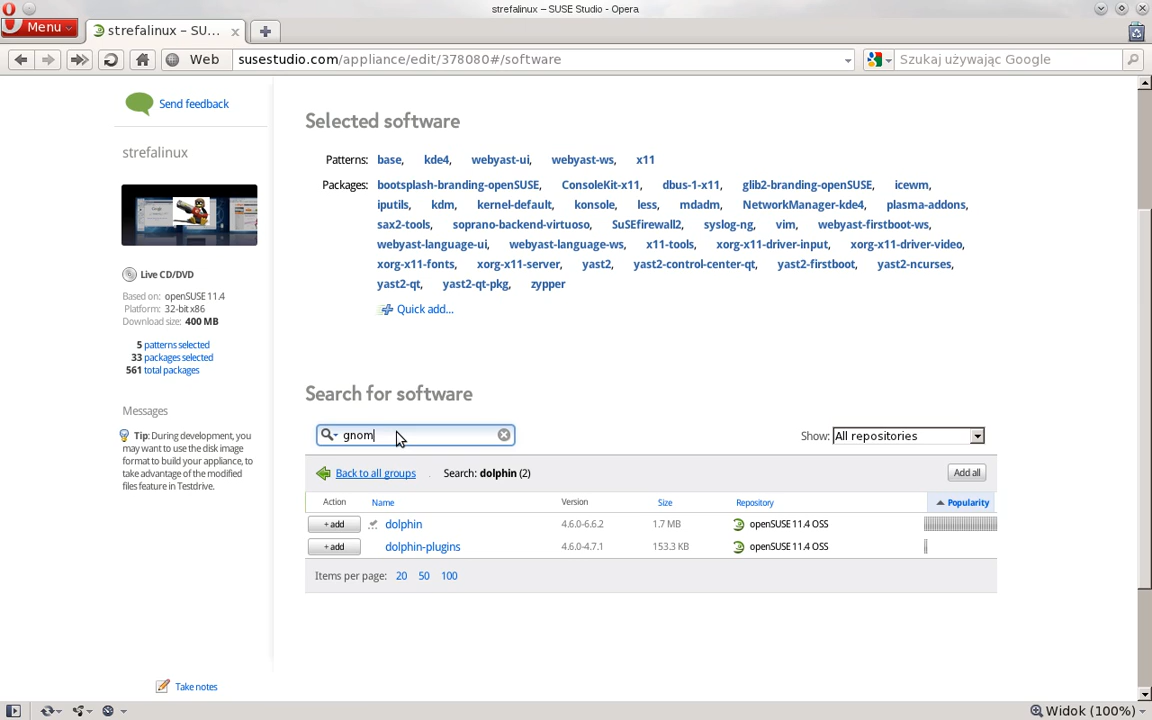 strefalinux – SUSE Studio - Opera
Menu
strefalinux – SU...
Web
susestudio.com/appliance/edit/378080#/software
Szukaj używając Google
Send feedback
strefalinux
Live CD/DVD
Based on: openSUSE 11.4
Platform: 32-bit x86
Download size: 400 MB
5 patterns selected
33 packages selected
561 total packages
Messages
Tip: During development, you
may want to use the disk image
format to build your appliance, to
take advantage of the modified
files feature in Testdrive.
Take notes
Selected software
Patterns: base, kde4, webyast-ui, webyast-ws, x11
Packages: bootsplash-branding-openSUSE, ConsoleKit-x11, dbus-1-x11, glib2-branding-openSUSE, icewm,
iputils, kdm, kernel-default, konsole, less, mdadm, NetworkManager-kde4, plasma-addons,
sax2-tools, soprano-backend-virtuoso, SuSEfirewall2, syslog-ng, vim, webyast-firstboot-ws,
webyast-language-ui, webyast-language-ws, x11-tools, xorg-x11-driver-input, xorg-x11-driver-video,
xorg-x11-fonts, xorg-x11-server, yast2, yast2-control-center-qt, yast2-firstboot, yast2-ncurses,
yast2-qt, yast2-qt-pkg, zypper
Quick add...
Search for software
gnom
Show: All repositories
Back to all groups . Search: dolphin (2)
Add all
Action Name Version Size Repository Popularity
+ add dolphin 4.6.0-6.6.2 1.7 MB openSUSE 11.4 OSS
+ add dolphin-plugins 4.6.0-4.7.1 153.3 KB openSUSE 11.4 OSS
Items per page: 20 50 100
Widok (100%)